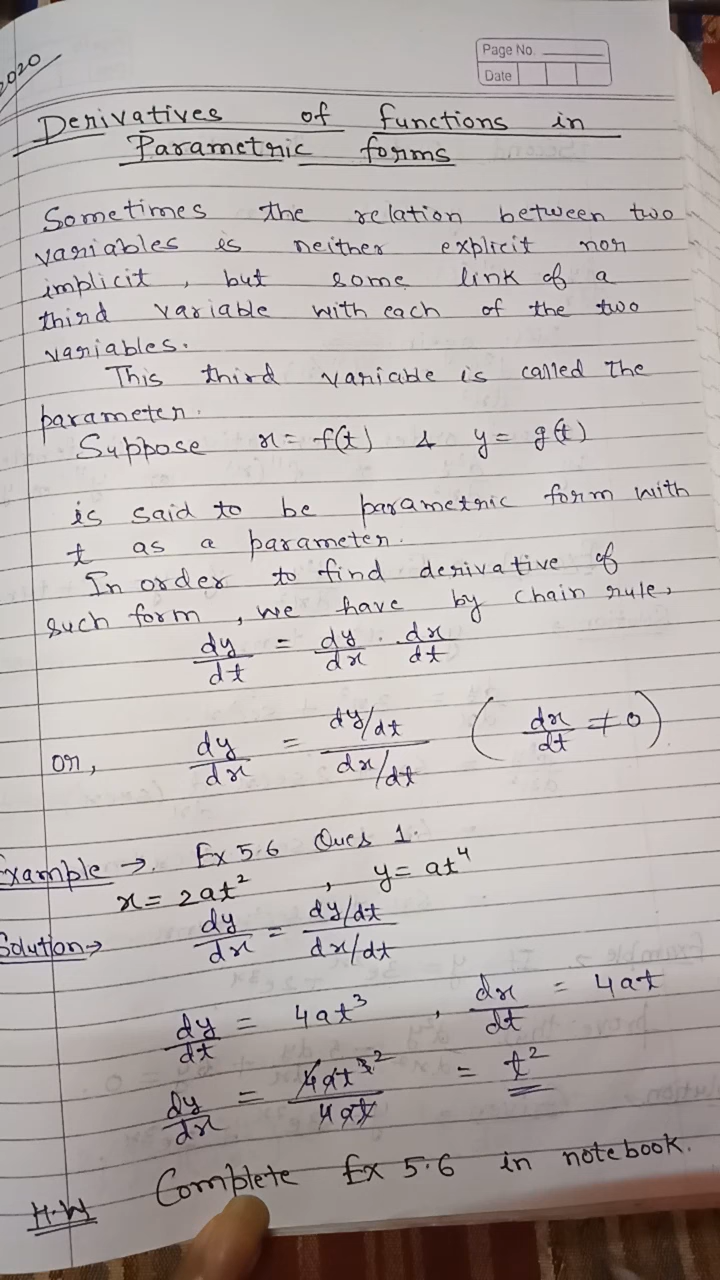 2020
Page No.
Date
Derivatives of functions in
Parametric forms
Sometimes the relation between two
variables is neither explicit nor
implicit, but some link of a
third variable with each of the two
variables.
This third variable is called the
parameter.
Suppose x = f(t) & y = g(t)
is said to be parametric form with
t as a parameter.
In order to find derivative of
such form, we have by chain rule,
dy/dt = dy/dx . dx/dt
or, dy/dx = (dy/dt)/(dx/dt) (dx/dt ≠ 0)
Example → Ex 5.6 Ques 1.
x = 2at², y = at⁴
Solution → dy/dx = (dy/dt)/(dx/dt)
dy/dt = 4at³, dx/dt = 4at
dy/dx = 4at³ ²/4at = t²
H.W Complete Ex 5.6 in notebook.